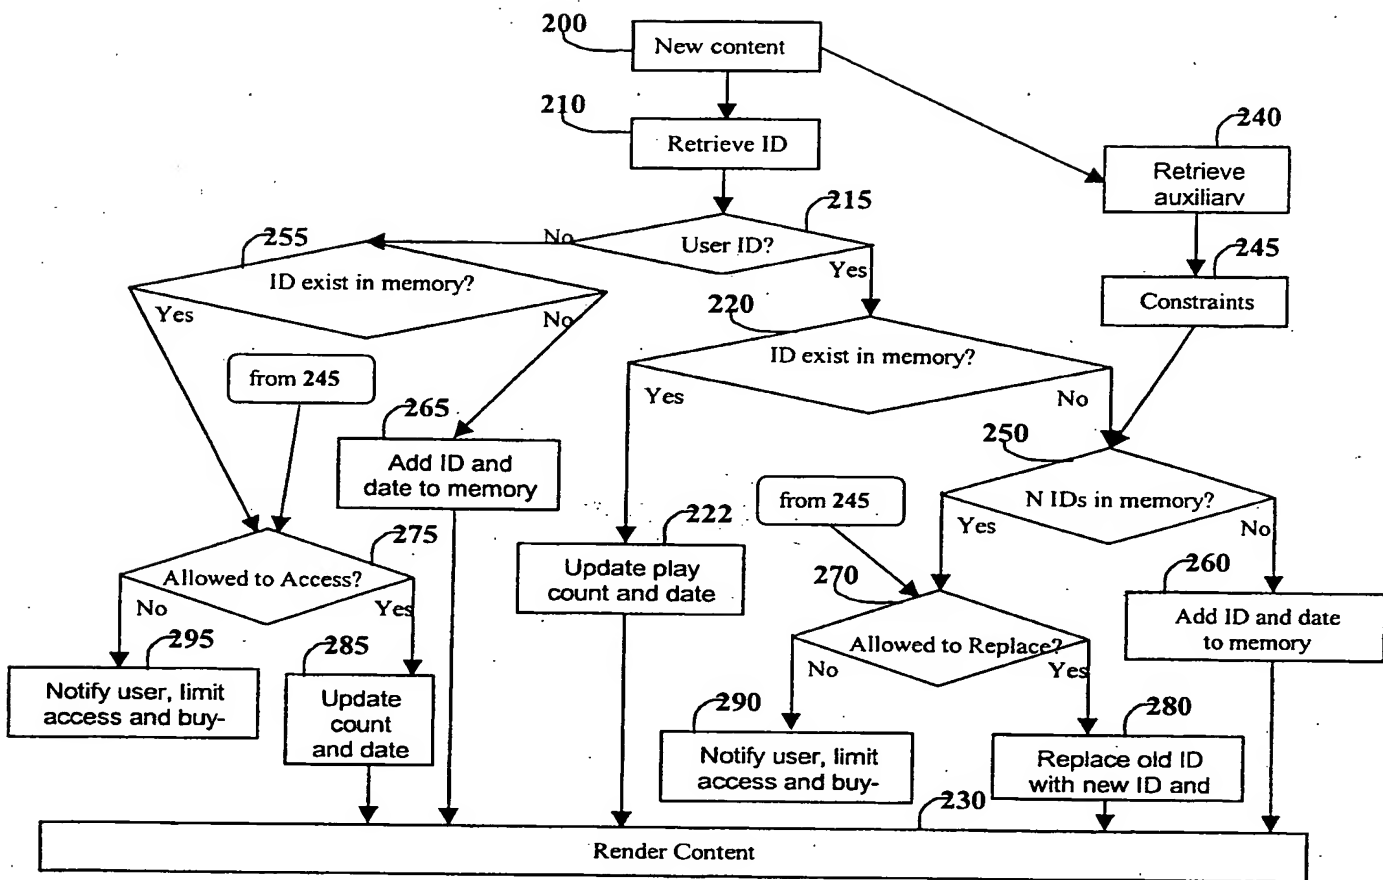 200
New content
210
Retrieve ID
240
Retrieve
auxiliary
215
User ID?
No
Yes
255
ID exist in memory?
Yes
No
245
Constraints
220
ID exist in memory?
Yes
No
from 245
265
Add ID and
date to memory
250
N IDs in memory?
Yes
No
from 245
275
Allowed to Access?
No
Yes
222
Update play
count and date
270
Allowed to Replace?
No
Yes
260
Add ID and date
to memory
295
Notify user, limit
access and buy-
285
Update
count
and date
290
Notify user, limit
access and buy-
280
Replace old ID
with new ID and
230
Render Content